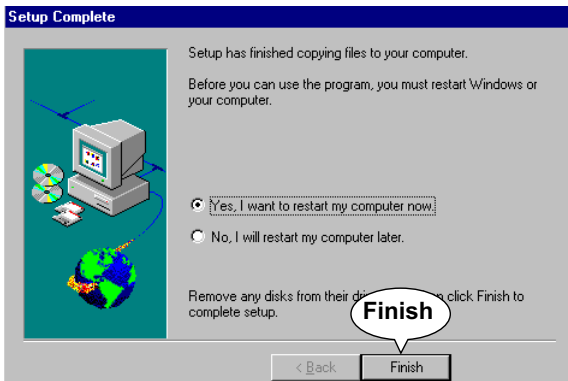 Setup Complete
Setup has finished copying files to your computer.
Before you can use the program, you must restart Windows or
your computer.
Yes, I want to restart my computer now.
No, I will restart my computer later.
Remove any disks from their click Finish to
complete setup.
Finish
< Back
Finish